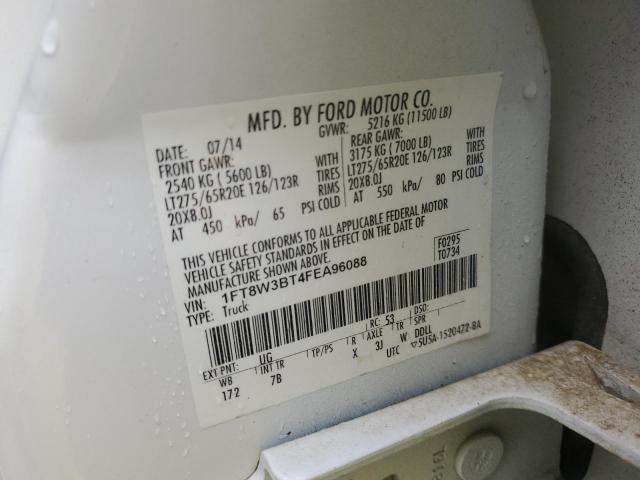 MFD. BY FORD MOTOR CO.
DATE: 07/14 GVWR: 5216 KG (11500 LB)
FRONT GAWR: REAR GAWR:
2540 KG (5600 LB) WITH 3175 KG (7000 LB) WITH
LT275/65R20E 126/123R TIRES LT275/65R20E 126/123R TIRES
20X8.0J RIMS 20X8.0J RIMS
AT 450 kPa/ 65 PSI COLD AT 550 kPa/ 80 PSI COLD
THIS VEHICLE CONFORMS TO ALL APPLICABLE FEDERAL MOTOR
VEHICLE SAFETY STANDARDS IN EFFECT ON THE DATE OF
MANUFACTURE SHOWN ABOVE.
VIN: 1FT8W3BT4FEA96088 F0295
TYPE: Truck T0734
EXT PNT: UG RC: 53 DSO:
WB INT TR TP/PS R AXLE TR SPR
172 7B X 3J W DDLL
UTC ▽5U5A-1520472-BA